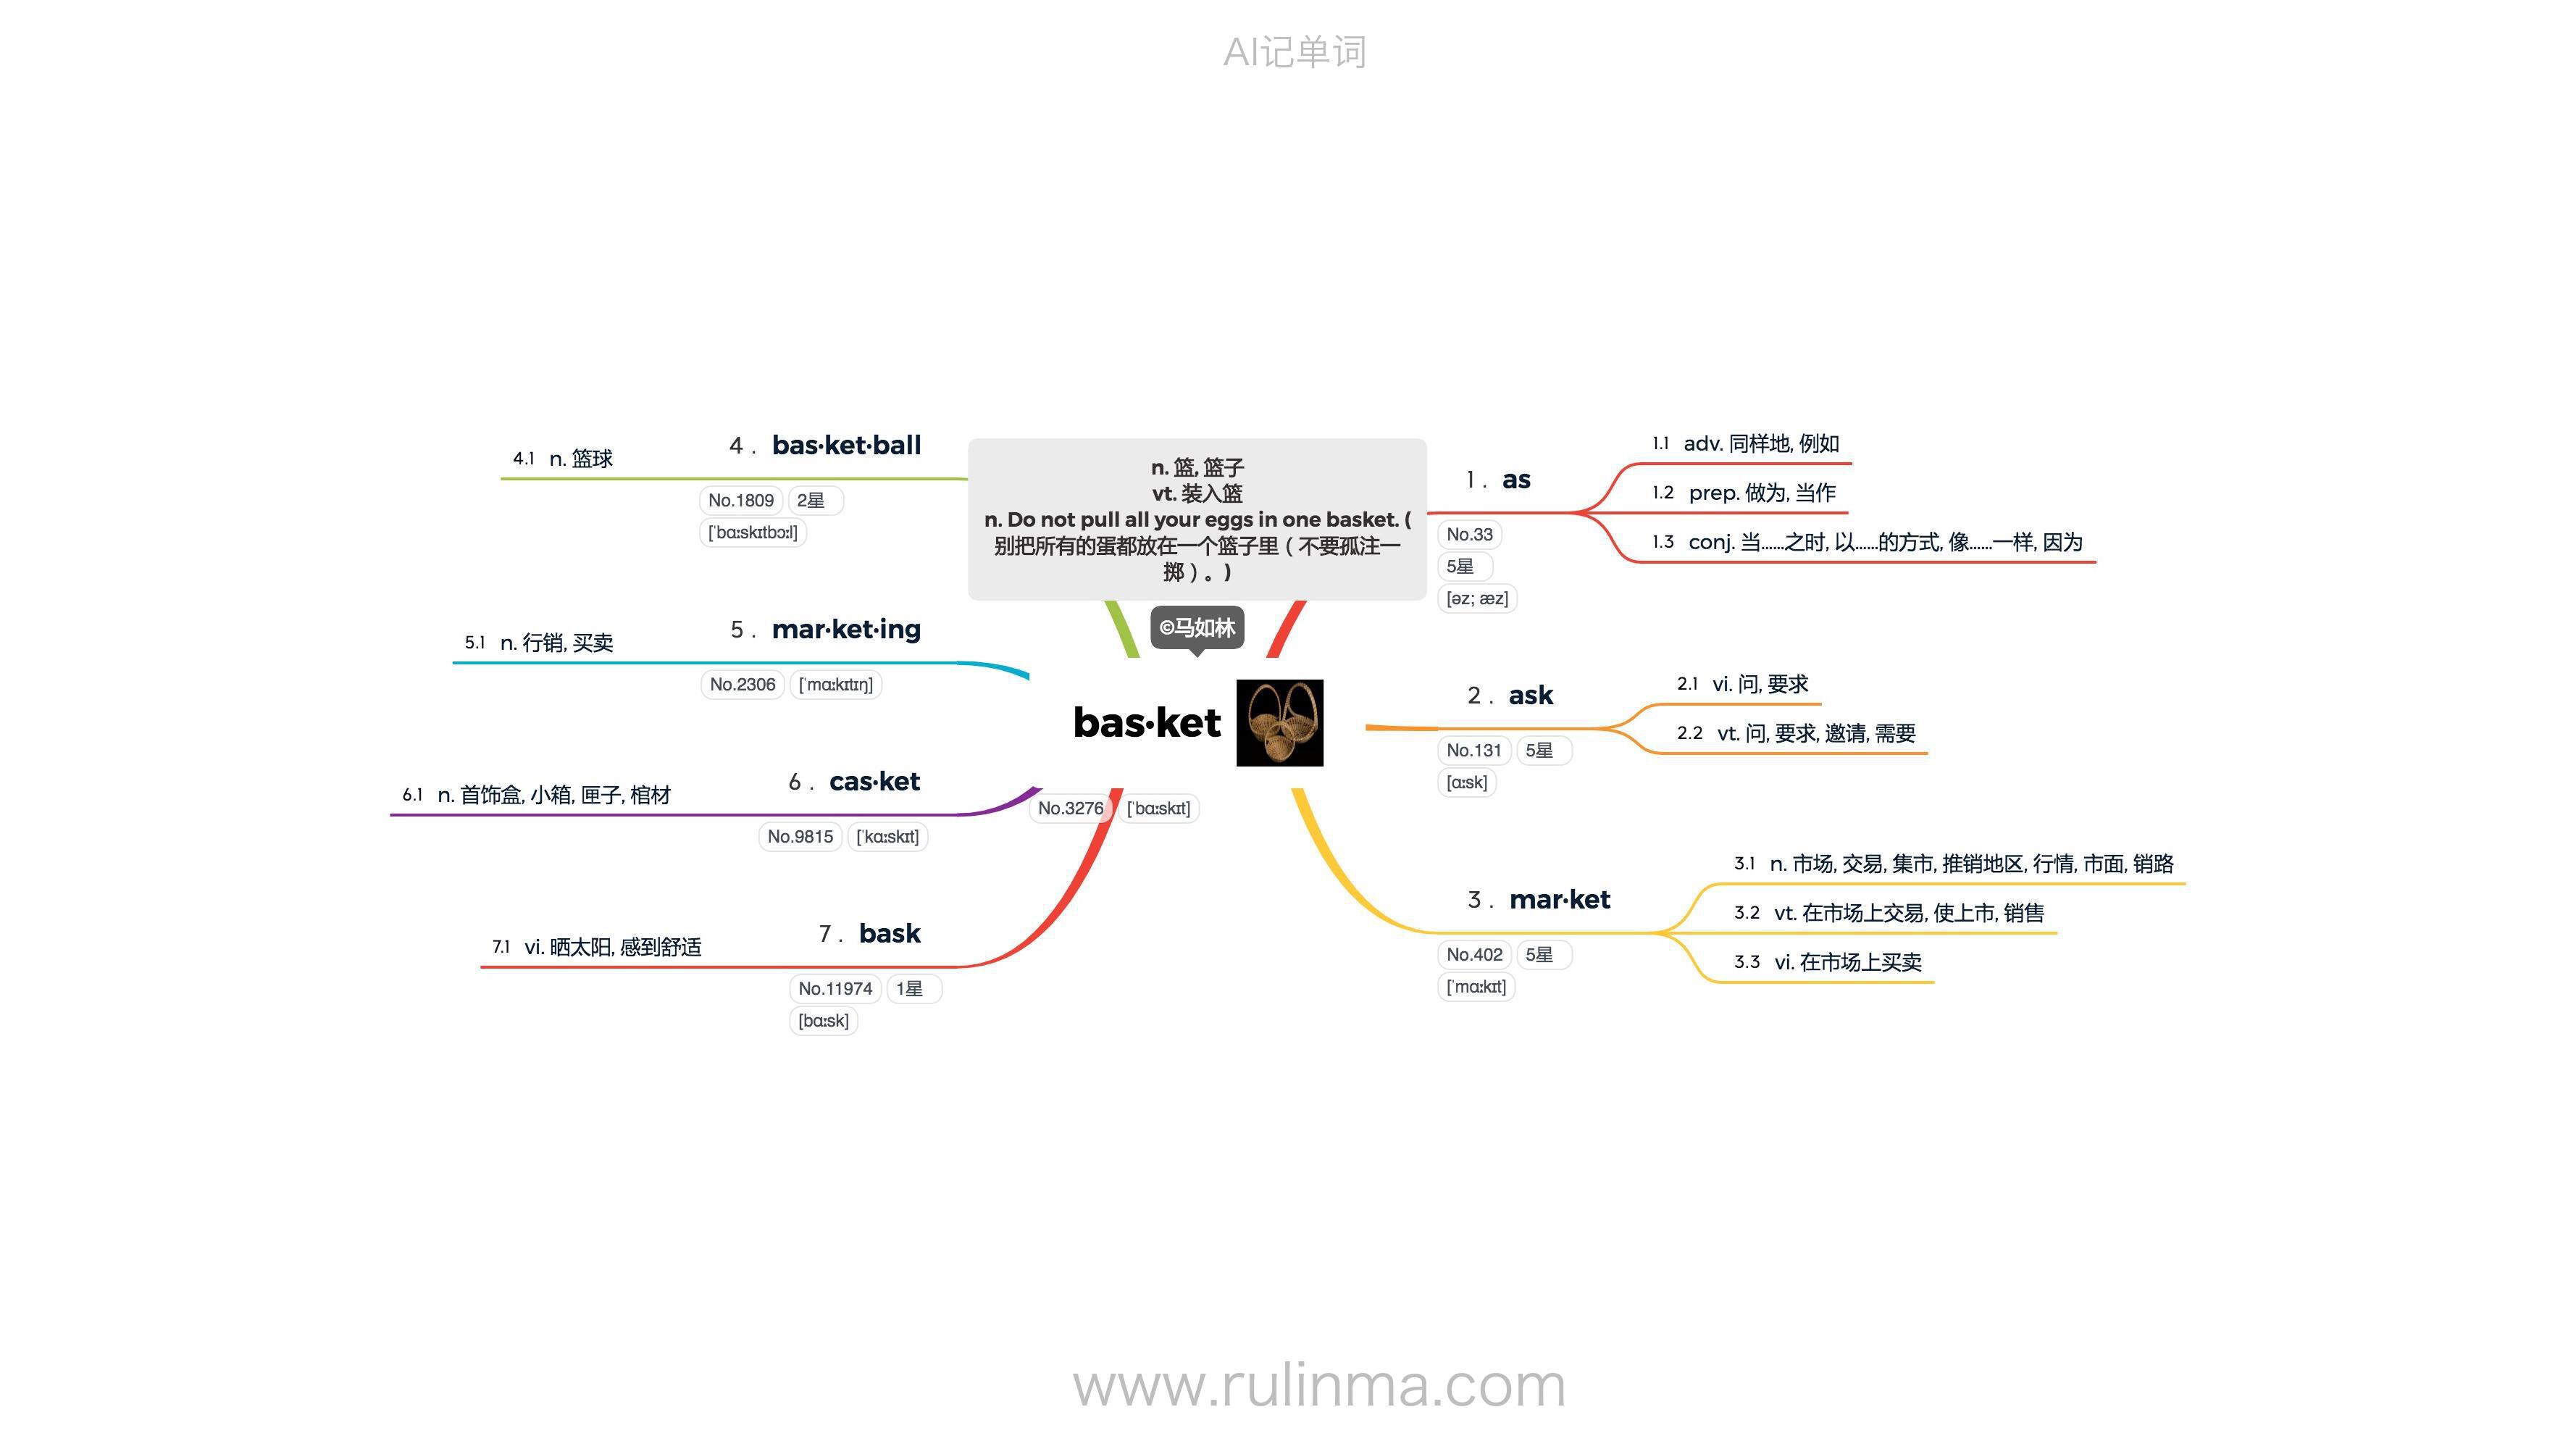 AI记单词
n. 篮, 篮子
vt. 装入篮
n. Do not pull all your eggs in one basket. (
别把所有的蛋都放在一个篮子里（不要孤注一
掷）。)
©马如林
bas·ket
No.3276 [ˈbɑːskɪt]
1 . as
No.33
5星
[əz; æz]
1.1 adv. 同样地, 例如
1.2 prep. 做为, 当作
1.3 conj. 当……之时, 以……的方式, 像……一样, 因为
2 . ask
No.131 5星
[ɑːsk]
2.1 vi. 问, 要求
2.2 vt. 问, 要求, 邀请, 需要
3 . mar·ket
No.402 5星
[ˈmɑːkɪt]
3.1 n. 市场, 交易, 集市, 推销地区, 行情, 市面, 销路
3.2 vt. 在市场上交易, 使上市, 销售
3.3 vi. 在市场上买卖
4 . bas·ket·ball
No.1809 2星
[ˈbɑːskɪtbɔːl]
4.1 n. 篮球
5 . mar·ket·ing
No.2306 [ˈmɑːkɪtɪŋ]
5.1 n. 行销, 买卖
6 . cas·ket
No.9815 [ˈkɑːskɪt]
6.1 n. 首饰盒, 小箱, 匣子, 棺材
7 . bask
No.11974 1星
[bɑːsk]
7.1 vi. 晒太阳, 感到舒适
www.rulinma.com